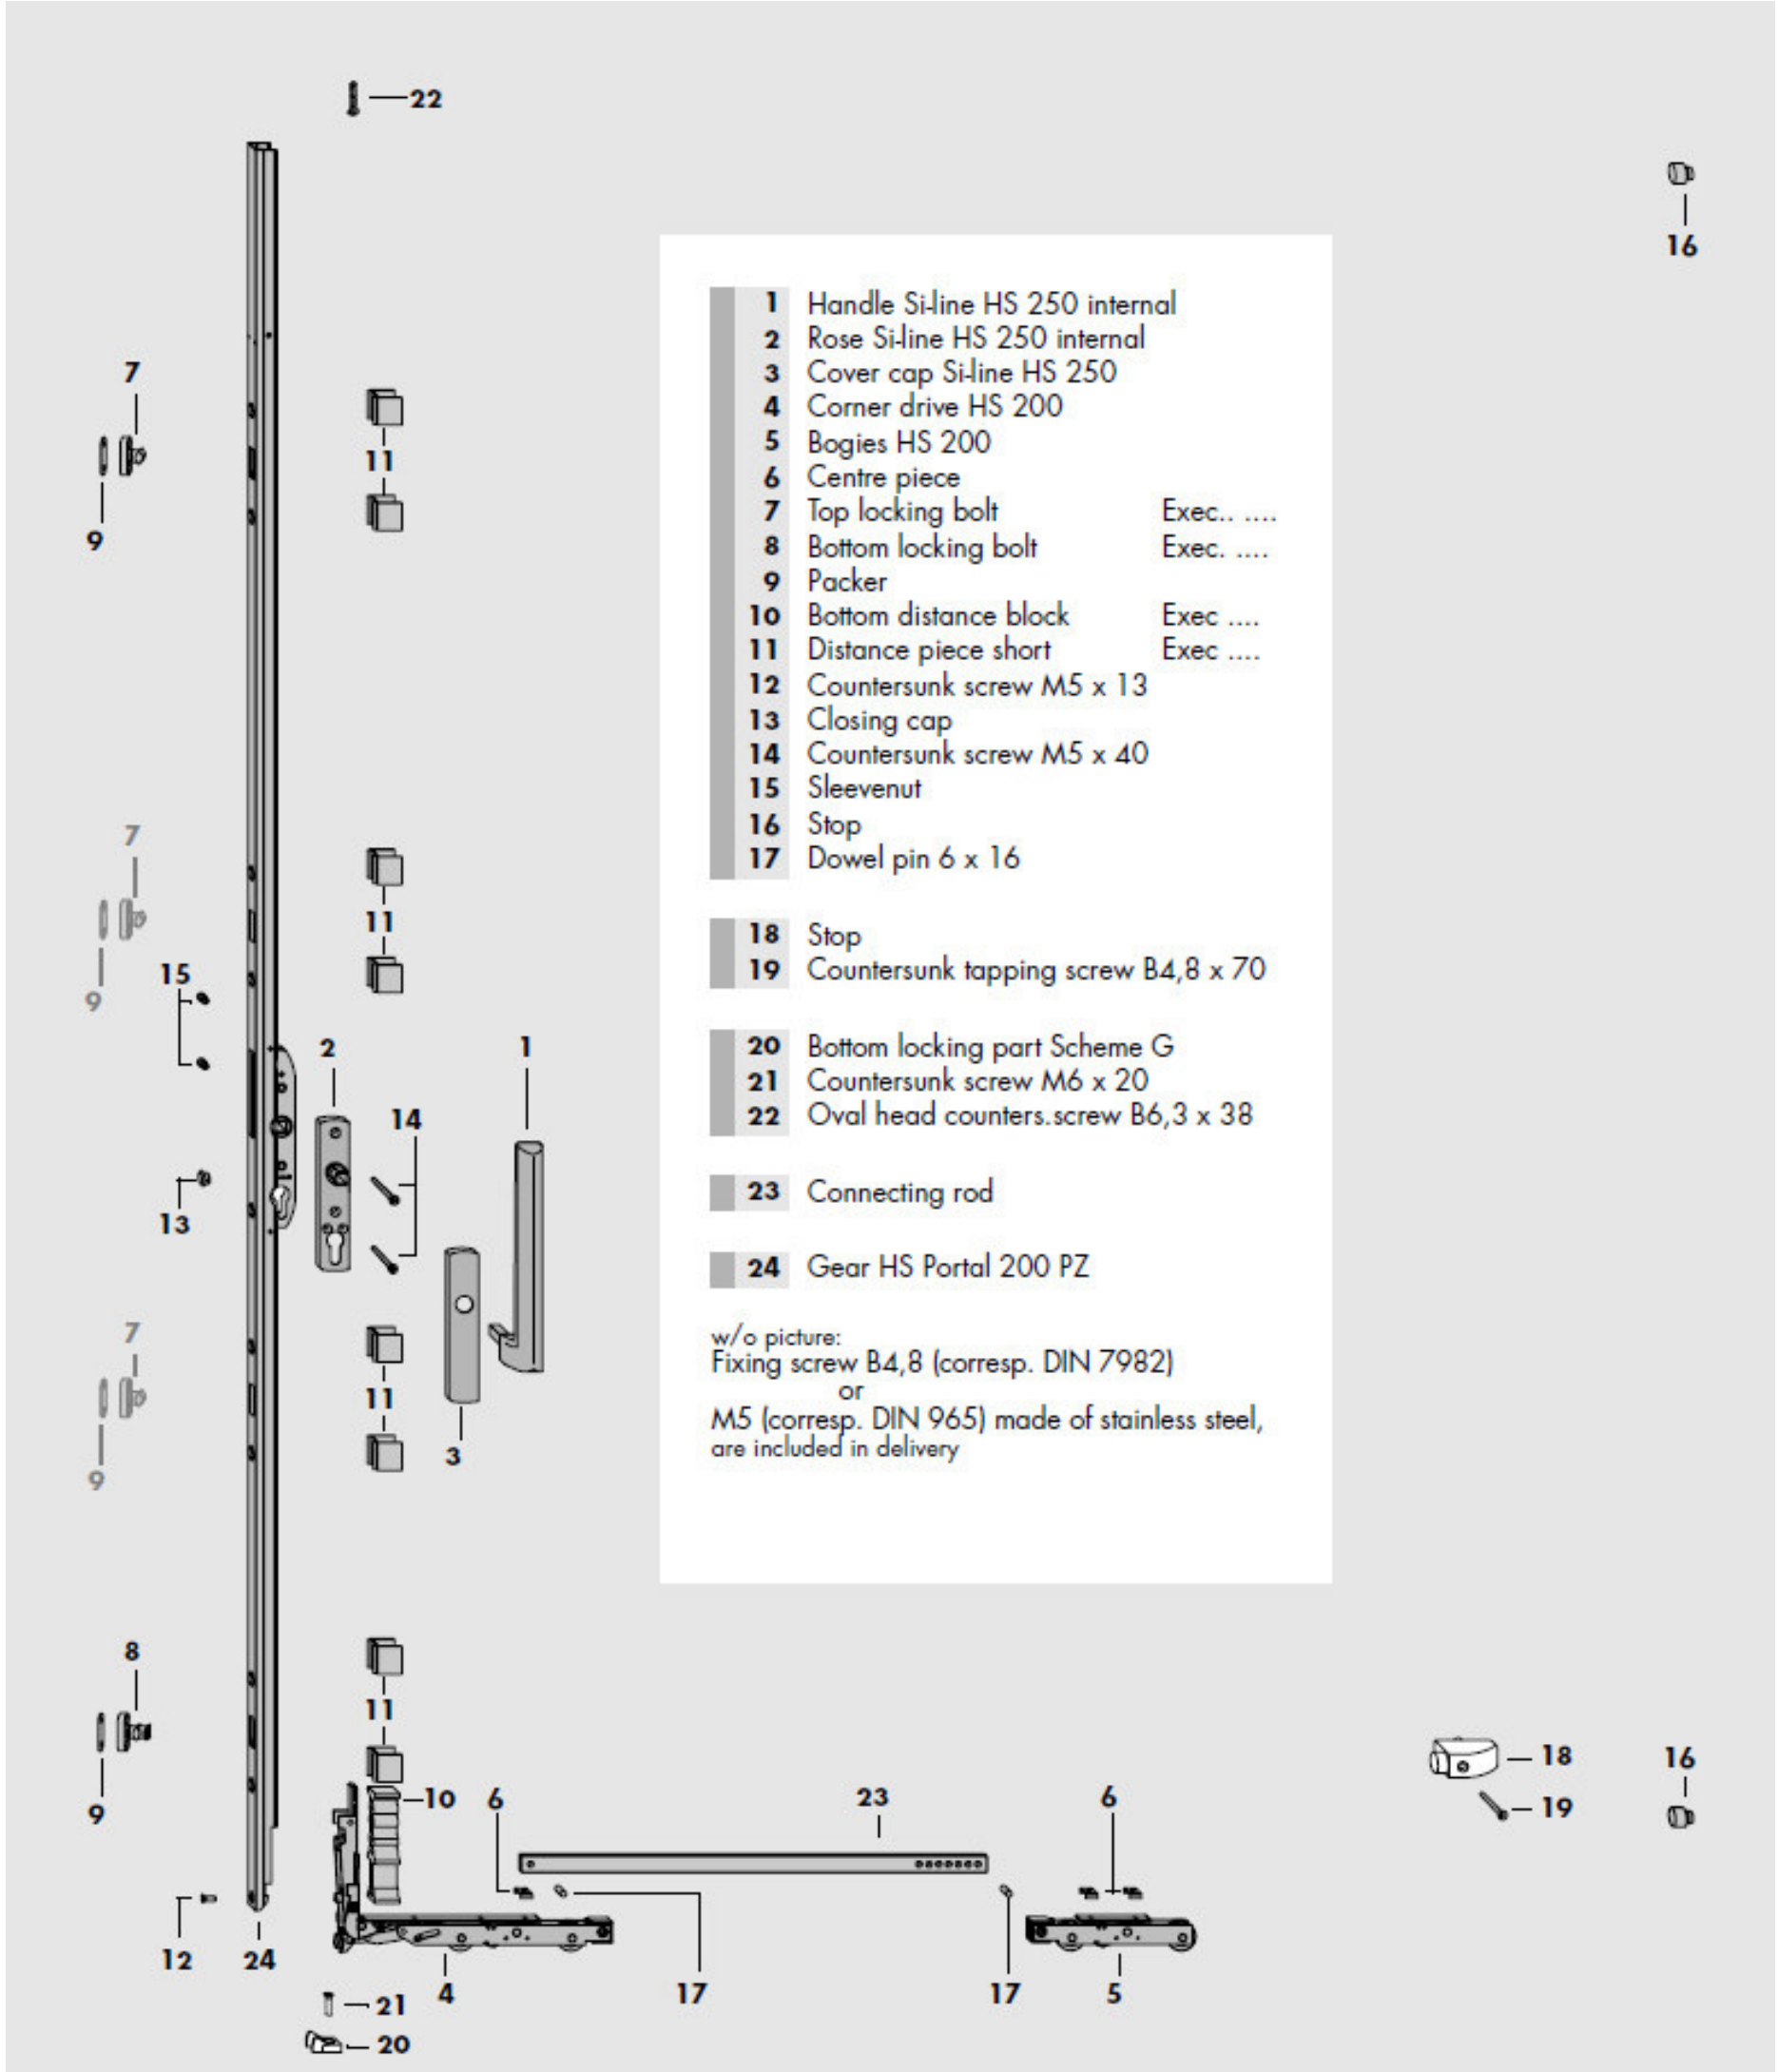 22
16
7
11
9
1 Handle Si-line HS 250 internal
2 Rose Si-line HS 250 internal
3 Cover cap Si-line HS 250
4 Corner drive HS 200
5 Bogies HS 200
6 Centre piece
7 Top locking bolt Exec.. ....
8 Bottom locking bolt Exec. ....
9 Packer
10 Bottom distance block Exec ....
11 Distance piece short Exec ....
12 Countersunk screw M5 x 13
13 Closing cap
14 Countersunk screw M5 x 40
15 Sleevenut
16 Stop
17 Dowel pin 6 x 16
18 Stop
19 Countersunk tapping screw B4,8 x 70
20 Bottom locking part Scheme G
21 Countersunk screw M6 x 20
22 Oval head counters.screw B6,3 x 38
23 Connecting rod
24 Gear HS Portal 200 PZ
w/o picture:
Fixing screw B4,8 (corresp. DIN 7982)
or
M5 (corresp. DIN 965) made of stainless steel,
are included in delivery
7
11
15
9
2
1
14
13
7
11
3
9
8
11
9
10
6
23
6
18
16
19
12
24
4
17
17
5
21
20